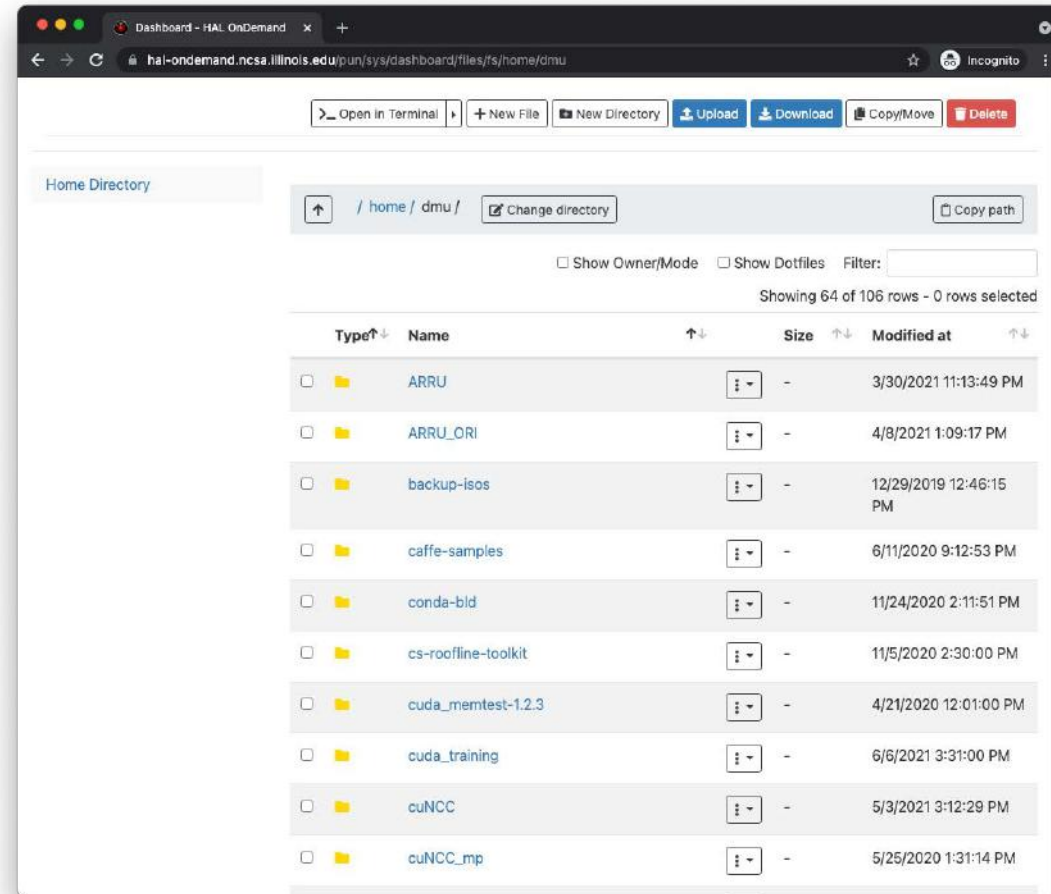 Dashboard - HAL OnDemand
hal-ondemand.ncsa.illinois.edu/pun/sys/dashboard/files/fs/home/dmu Incognito
>_ Open in Terminal + New File New Directory Upload Download Copy/Move Delete
Home Directory
/ home / dmu / Change directory Copy path
Show Owner/Mode Show Dotfiles Filter:
Showing 64 of 106 rows - 0 rows selected
Type Name Size Modified at
ARRU - 3/30/2021 11:13:49 PM
ARRU_ORI - 4/8/2021 1:09:17 PM
backup-isos - 12/29/2019 12:46:15
PM
caffe-samples - 6/11/2020 9:12:53 PM
conda-bld - 11/24/2020 2:11:51 PM
cs-roofline-toolkit - 11/5/2020 2:30:00 PM
cuda_memtest-1.2.3 - 4/21/2020 12:01:00 PM
cuda_training - 6/6/2021 3:31:00 PM
cuNCC - 5/3/2021 3:12:29 PM
cuNCC_mp - 5/25/2020 1:31:14 PM